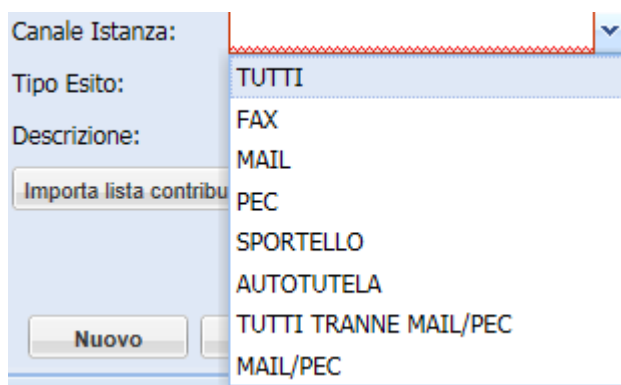 Canale Istanza:
TUTTI
Tipo Esito:
FAX
Descrizione:
MAIL
Importa lista contribu
PEC
SPORTELLO
AUTOTUTELA
TUTTI TRANNE MAIL/PEC
Nuovo
MAIL/PEC